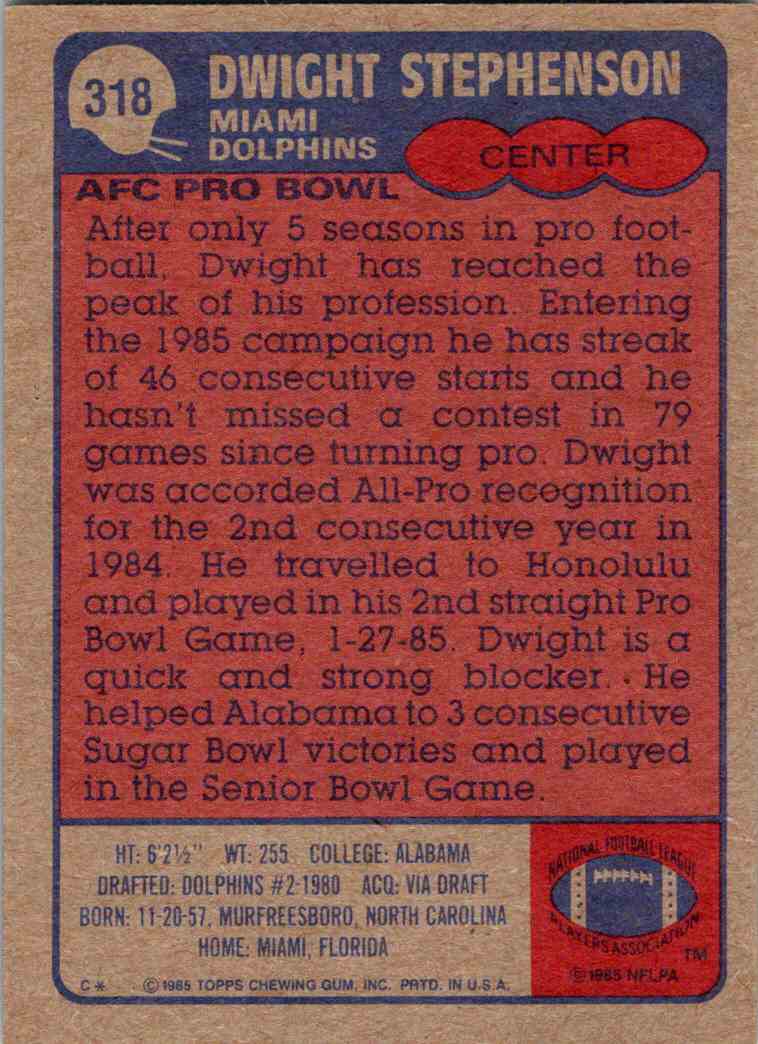 318
DWIGHT STEPHENSON
MIAMI
DOLPHINS
CENTER
AFC PRO BOWL
After only 5 seasons in pro foot-
ball, Dwight has reached the
peak of his profession. Entering
the 1985 campaign he has streak
of 46 consecutive starts and he
hasn't missed a contest in 79
games since turning pro. Dwight
was accorded All-Pro recognition
for the 2nd consecutive year in
1984. He travelled to Honolulu
and played in his 2nd straight Pro
Bowl Game, 1-27-85. Dwight is a
quick and strong blocker. He
helped Alabama to 3 consecutive
Sugar Bowl victories and played
in the Senior Bowl Game.
HT: 6'2½" WT: 255 COLLEGE: ALABAMA
DRAFTED: DOLPHINS #2-1980 ACQ: VIA DRAFT
BORN: 11-20-57, MURFREESBORO, NORTH CAROLINA
HOME: MIAMI, FLORIDA
C* © 1985 TOPPS CHEWING GUM, INC. PRTD. IN U.S.A.
NATIONAL FOOTBALL LEAGUE
PLAYERS ASSOCIATION
TM
© 1985 NFLPA